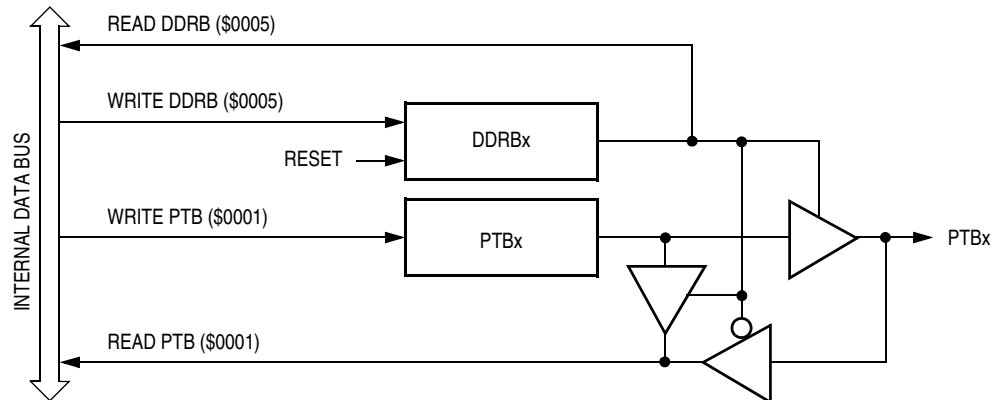 READ DDRB ($0005)
WRITE DDRB ($0005)
DDRBx
RESET
INTERNAL DATA BUS
WRITE PTB ($0001)
PTBx
PTBx
READ PTB ($0001)